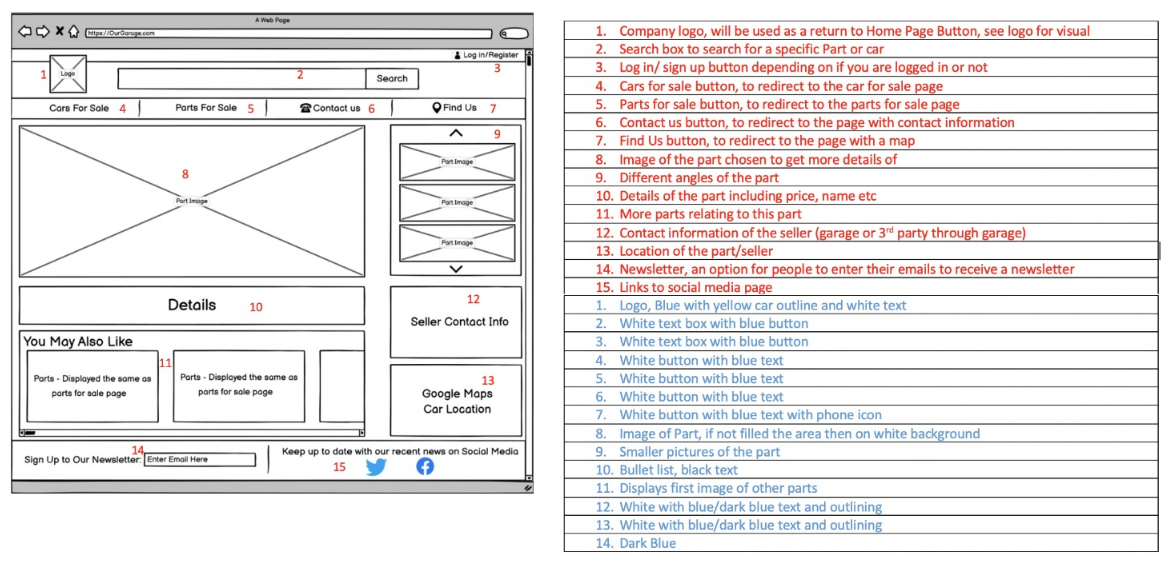 A Web Page
https://OurGarage.com
Log in/Register
1 Logo 2 Search 3
Cars For Sale 4 Parts For Sale 5 Contact us 6 Find Us 7
9
Part Image
8
Part Image
Part Image
Part Image
Details 10
12
Seller Contact Info
You May Also Like
11
Parts - Displayed the same as
parts for sale page
Parts - Displayed the same as
parts for sale page
13
Google Maps
Car Location
14
Sign Up to Our Newsletter: Enter Email Here
Keep up to date with our recent news on Social Media
15
1. Company logo, will be used as a return to Home Page Button, see logo for visual
2. Search box to search for a specific Part or car
3. Log in/ sign up button depending on if you are logged in or not
4. Cars for sale button, to redirect to the car for sale page
5. Parts for sale button, to redirect to the parts for sale page
6. Contact us button, to redirect to the page with contact information
7. Find Us button, to redirect to the page with a map
8. Image of the part chosen to get more details of
9. Different angles of the part
10. Details of the part including price, name etc
11. More parts relating to this part
12. Contact information of the seller (garage or 3rd party through garage)
13. Location of the part/seller
14. Newsletter, an option for people to enter their emails to receive a newsletter
15. Links to social media page
1. Logo, Blue with yellow car outline and white text
2. White text box with blue button
3. White text box with blue button
4. White button with blue text
5. White button with blue text
6. White button with blue text
7. White button with blue text with phone icon
8. Image of Part, if not filled the area then on white background
9. Smaller pictures of the part
10. Bullet list, black text
11. Displays first image of other parts
12. White with blue/dark blue text and outlining
13. White with blue/dark blue text and outlining
14. Dark Blue